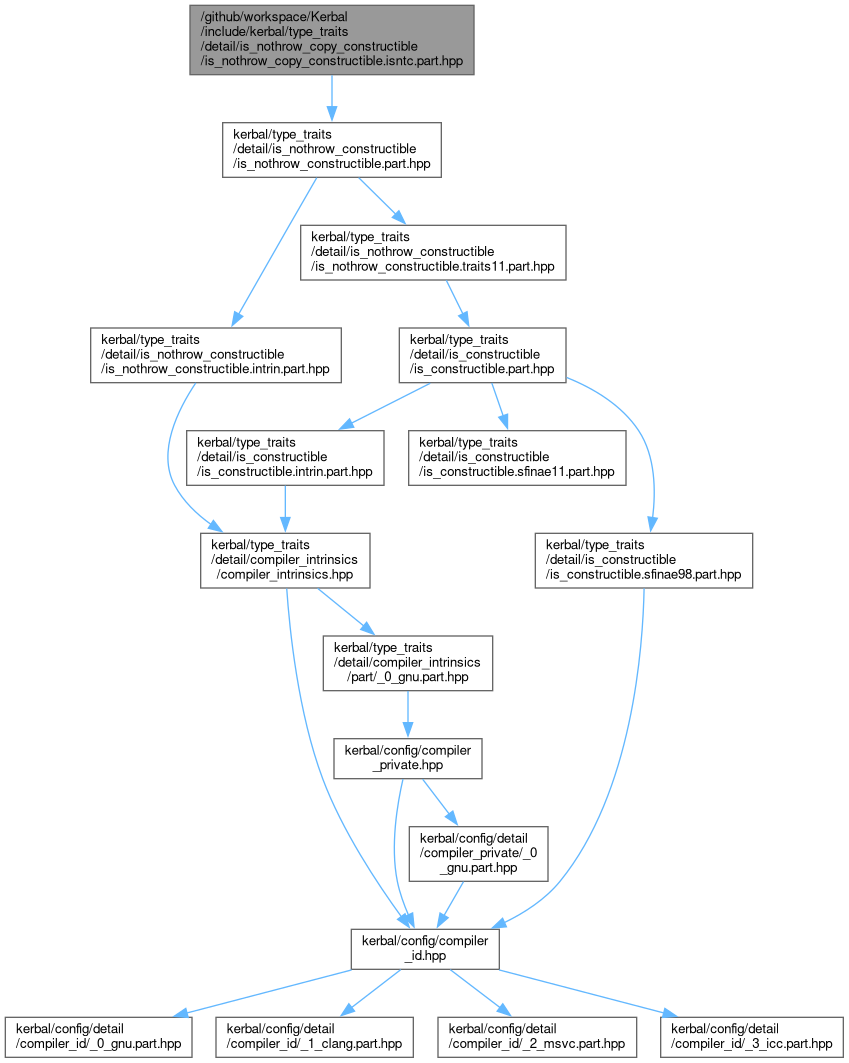 /github/workspace/Kerbal
/include/kerbal/type_traits
/detail/is_nothrow_copy_constructible
/is_nothrow_copy_constructible.isntc.part.hpp
kerbal/type_traits
/detail/is_nothrow_constructible
/is_nothrow_constructible.part.hpp
kerbal/type_traits
/detail/is_nothrow_constructible
/is_nothrow_constructible.traits11.part.hpp
kerbal/type_traits
/detail/is_nothrow_constructible
/is_nothrow_constructible.intrin.part.hpp
kerbal/type_traits
/detail/is_constructible
/is_constructible.part.hpp
kerbal/type_traits
/detail/is_constructible
/is_constructible.intrin.part.hpp
kerbal/type_traits
/detail/is_constructible
/is_constructible.sfinae11.part.hpp
kerbal/type_traits
/detail/compiler_intrinsics
/compiler_intrinsics.hpp
kerbal/type_traits
/detail/is_constructible
/is_constructible.sfinae98.part.hpp
kerbal/type_traits
/detail/compiler_intrinsics
/part/_0_gnu.part.hpp
kerbal/config/compiler
_private.hpp
kerbal/config/detail
/compiler_private/_0
_gnu.part.hpp
kerbal/config/compiler
_id.hpp
kerbal/config/detail
/compiler_id/_0_gnu.part.hpp
kerbal/config/detail
/compiler_id/_1_clang.part.hpp
kerbal/config/detail
/compiler_id/_2_msvc.part.hpp
kerbal/config/detail
/compiler_id/_3_icc.part.hpp